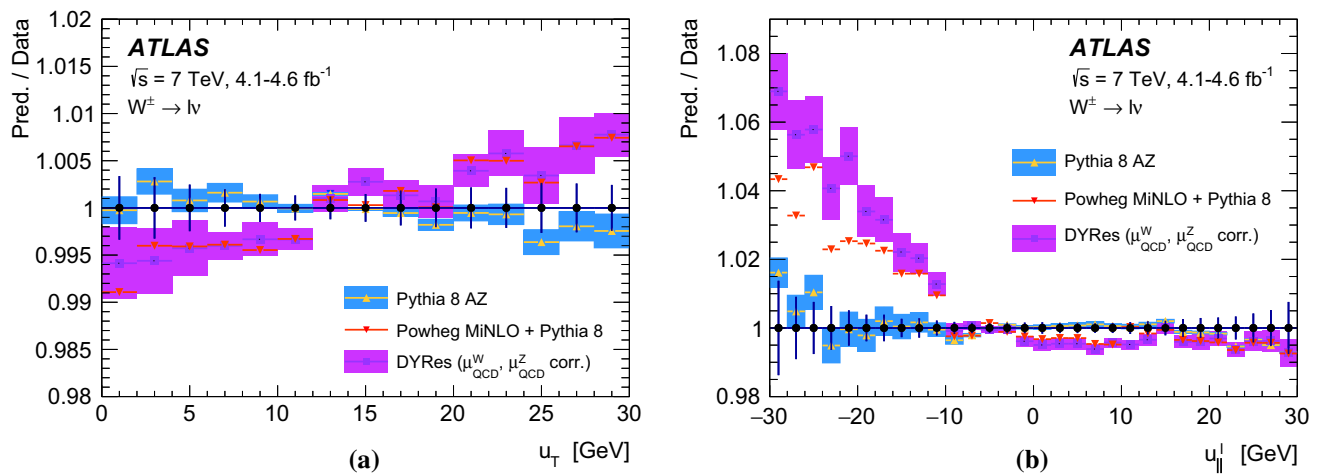 Pred. / Data
1.02
1.015
1.01
1.005
1
0.995
0.99
0.985
0.98
ATLAS
√s = 7 TeV, 4.1-4.6 fb⁻¹
W± → lν
Pythia 8 AZ
Powheg MiNLO + Pythia 8
DYRes (μ^W_QCD, μ^Z_QCD corr.)
0 5 10 15 20 25 30
u_T [GeV]
(a)
Pred. / Data
1.08
1.06
1.04
1.02
1
0.98
ATLAS
√s = 7 TeV, 4.1-4.6 fb⁻¹
W± → lν
Pythia 8 AZ
Powheg MiNLO + Pythia 8
DYRes (μ^W_QCD, μ^Z_QCD corr.)
−30 −20 −10 0 10 20 30
u^l_∥ [GeV]
(b)